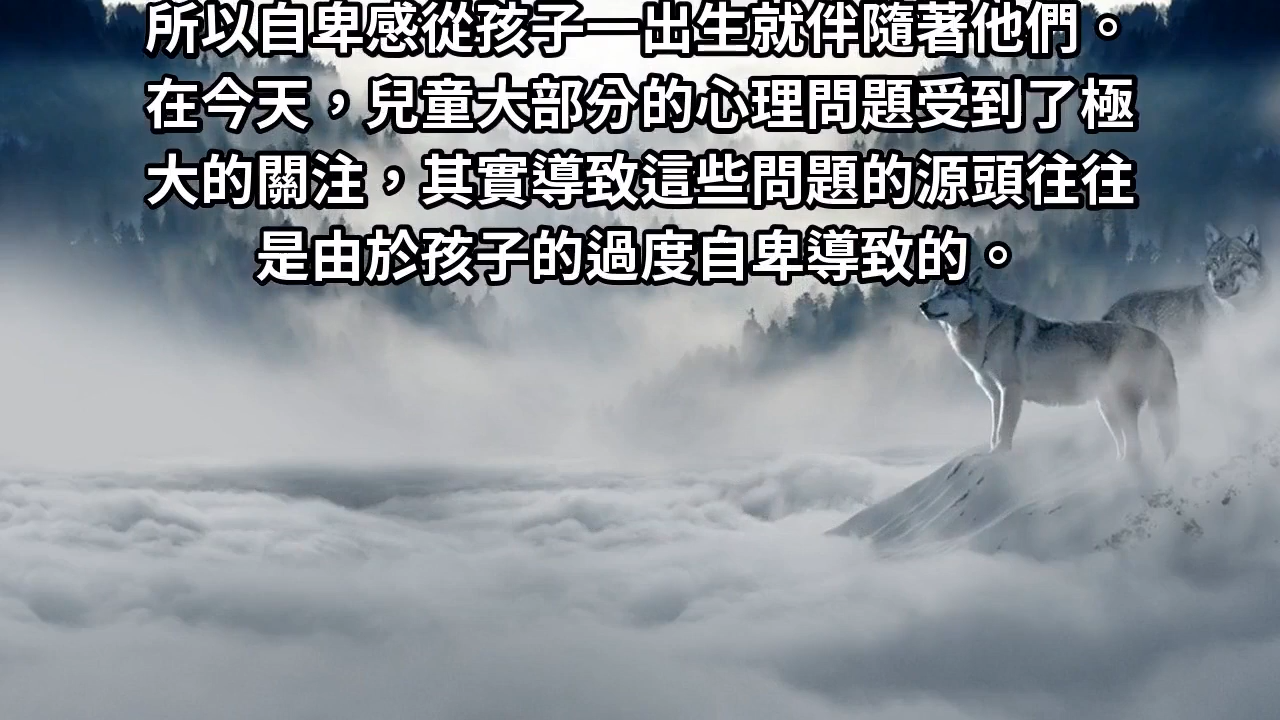 所以自卑感從孩子一出生就伴隨著他們。
在今天，兒童大部分的心理問題受到了極
大的關注，其實導致這些問題的源頭往往
是由於孩子的過度自卑導致的。